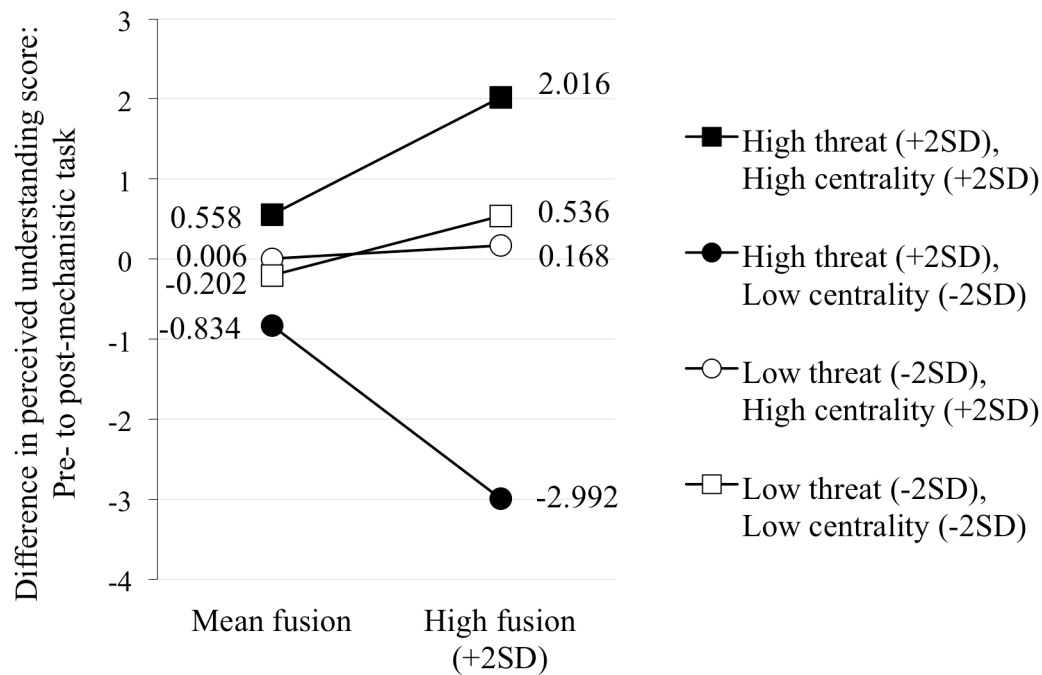 Difference in perceived understanding score:
Pre- to post-mechanistic task
3
2
1
0
-1
-2
-3
-4
0.558
0.006
-0.202
-0.834
2.016
0.536
0.168
-2.992
Mean fusion
High fusion
(+2SD)
High threat (+2SD),
High centrality (+2SD)
High threat (+2SD),
Low centrality (-2SD)
Low threat (-2SD),
High centrality (+2SD)
Low threat (-2SD),
Low centrality (-2SD)